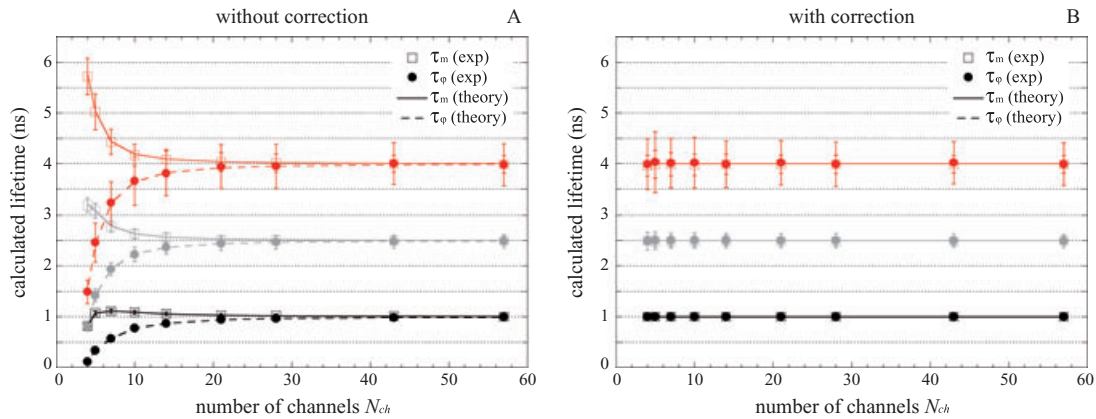 without correction
A
6
5
4
3
2
1
0
calculated lifetime (ns)
τm (exp)
τφ (exp)
τm (theory)
τφ (theory)
0 10 20 30 40 50 60
number of channels Nch
with correction
B
6
5
4
3
2
1
0
calculated lifetime (ns)
τm (exp)
τφ (exp)
τm (theory)
τφ (theory)
0 10 20 30 40 50 60
number of channels Nch